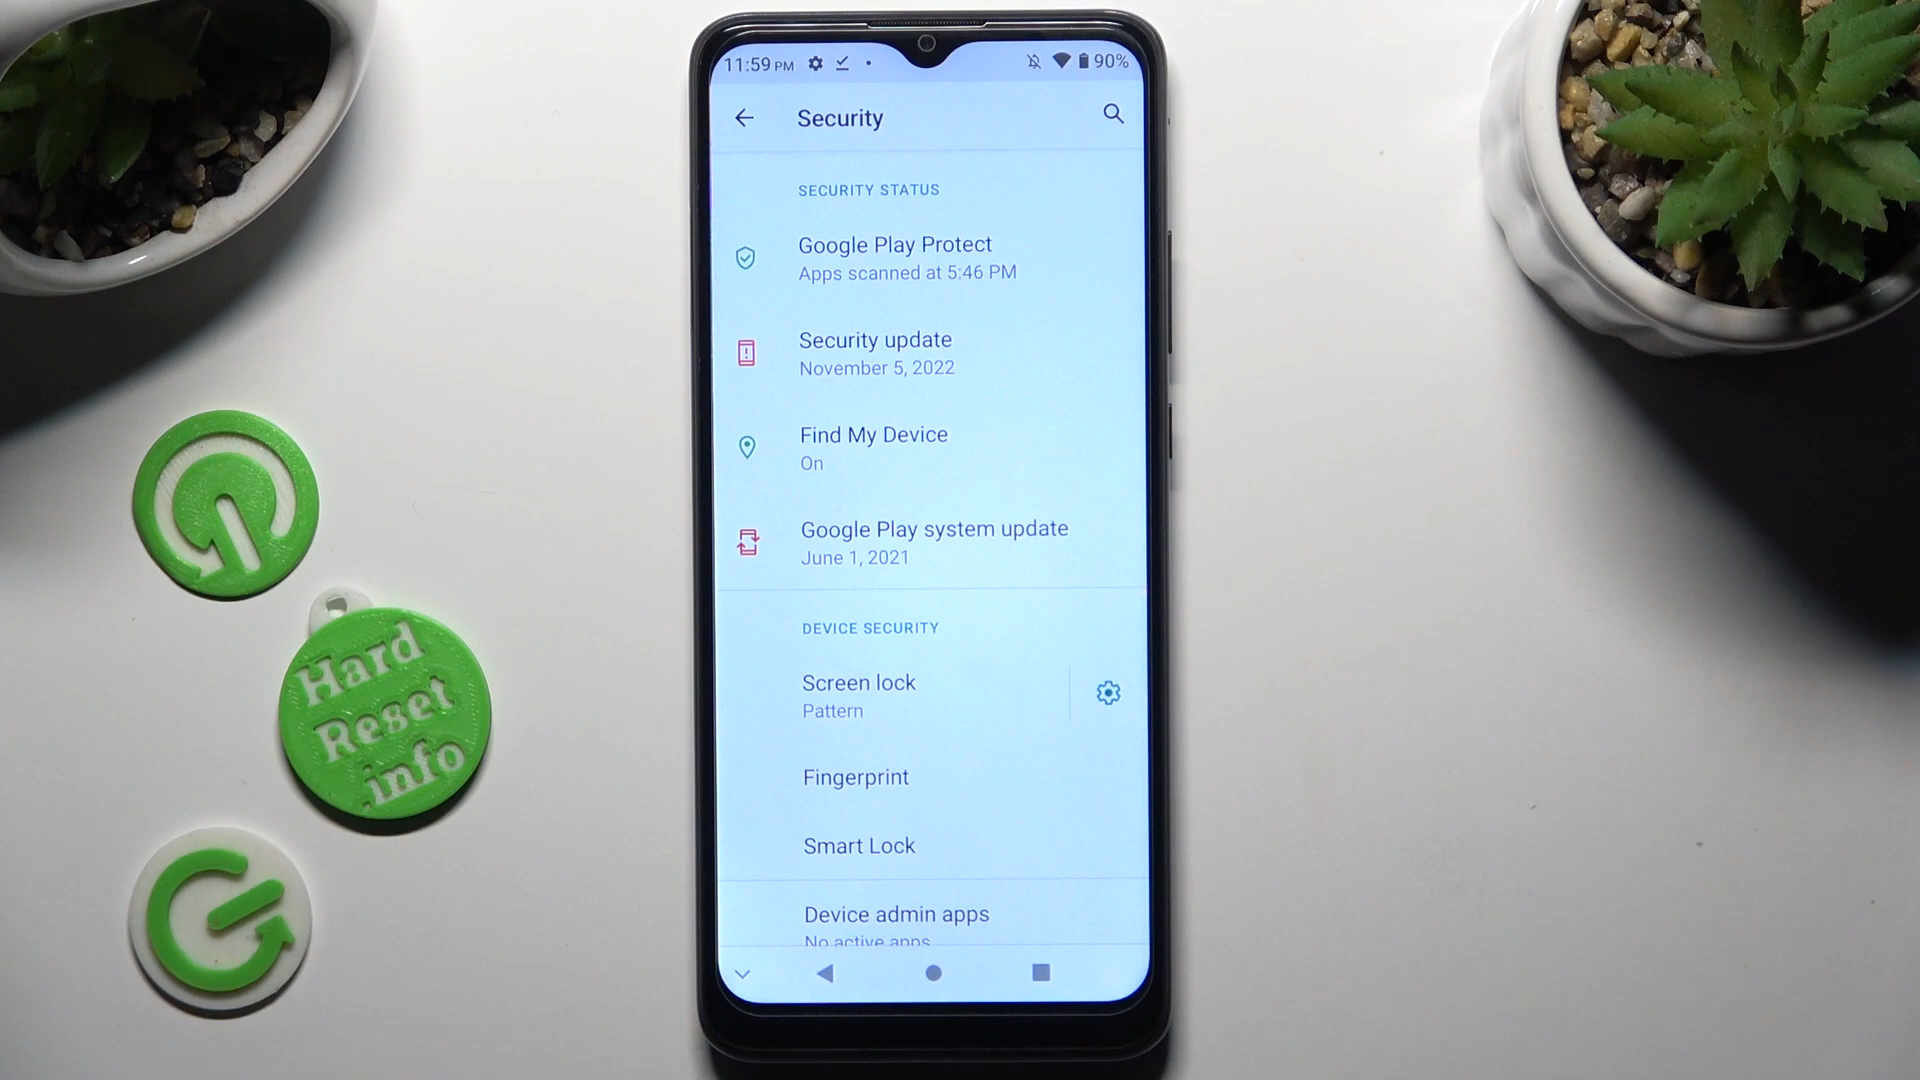 11:59 PM
90%
Security
SECURITY STATUS
Google Play Protect
Apps scanned at 5:46 PM
Security update
November 5, 2022
Find My Device
On
Google Play system update
June 1, 2021
DEVICE SECURITY
Screen lock
Pattern
Fingerprint
Smart Lock
Device admin apps
No active apps
Hard
Reset
.info